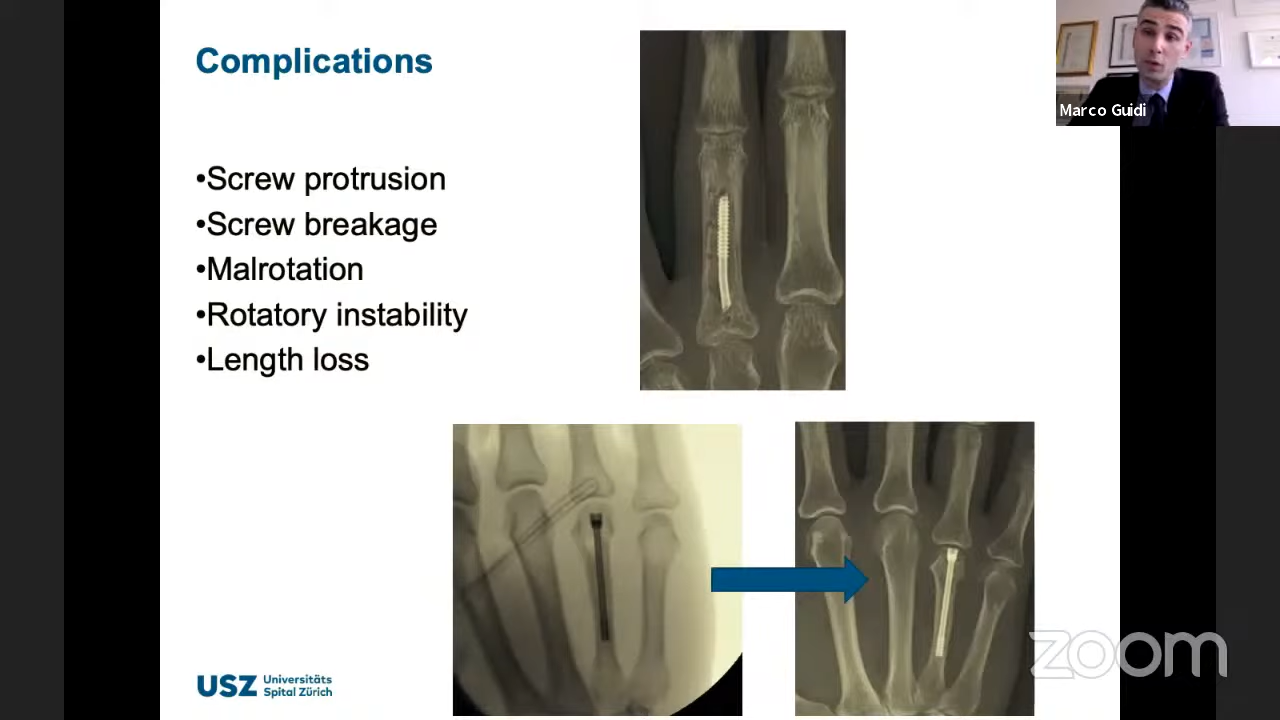 Complications
•Screw protrusion
•Screw breakage
•Malrotation
•Rotatory instability
•Length loss
USZ Universitäts
Spital Zürich
Marco Guidi
zoom